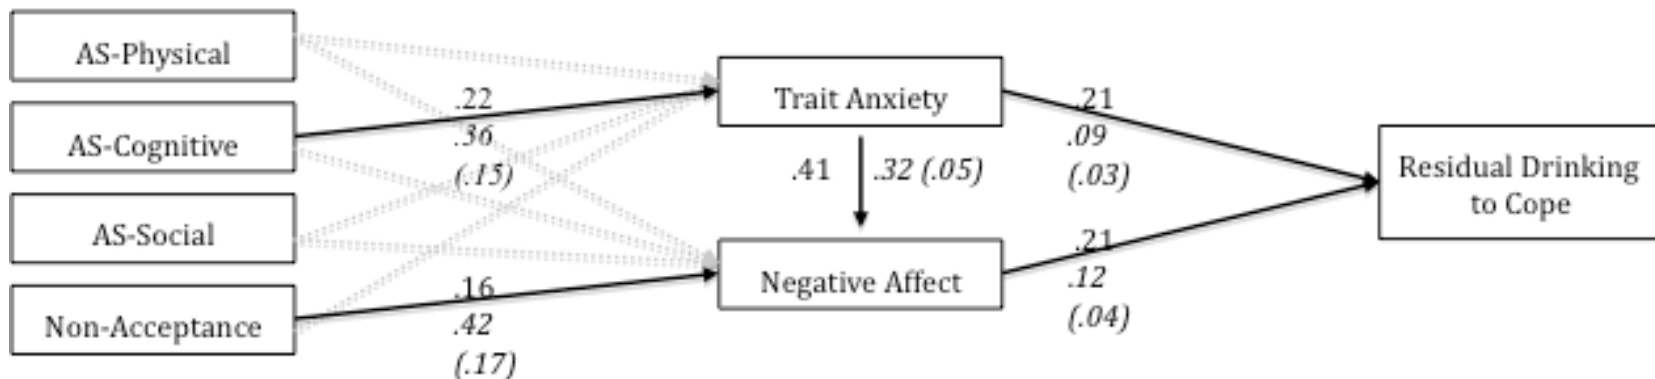 AS-Physical
AS-Cognitive
AS-Social
Non-Acceptance
.22
.36
(.15)
.16
.42
(.17)
Trait Anxiety
.41
.32 (.05)
Negative Affect
.21
.09
(.03)
.21
.12
(.04)
Residual Drinking
to Cope